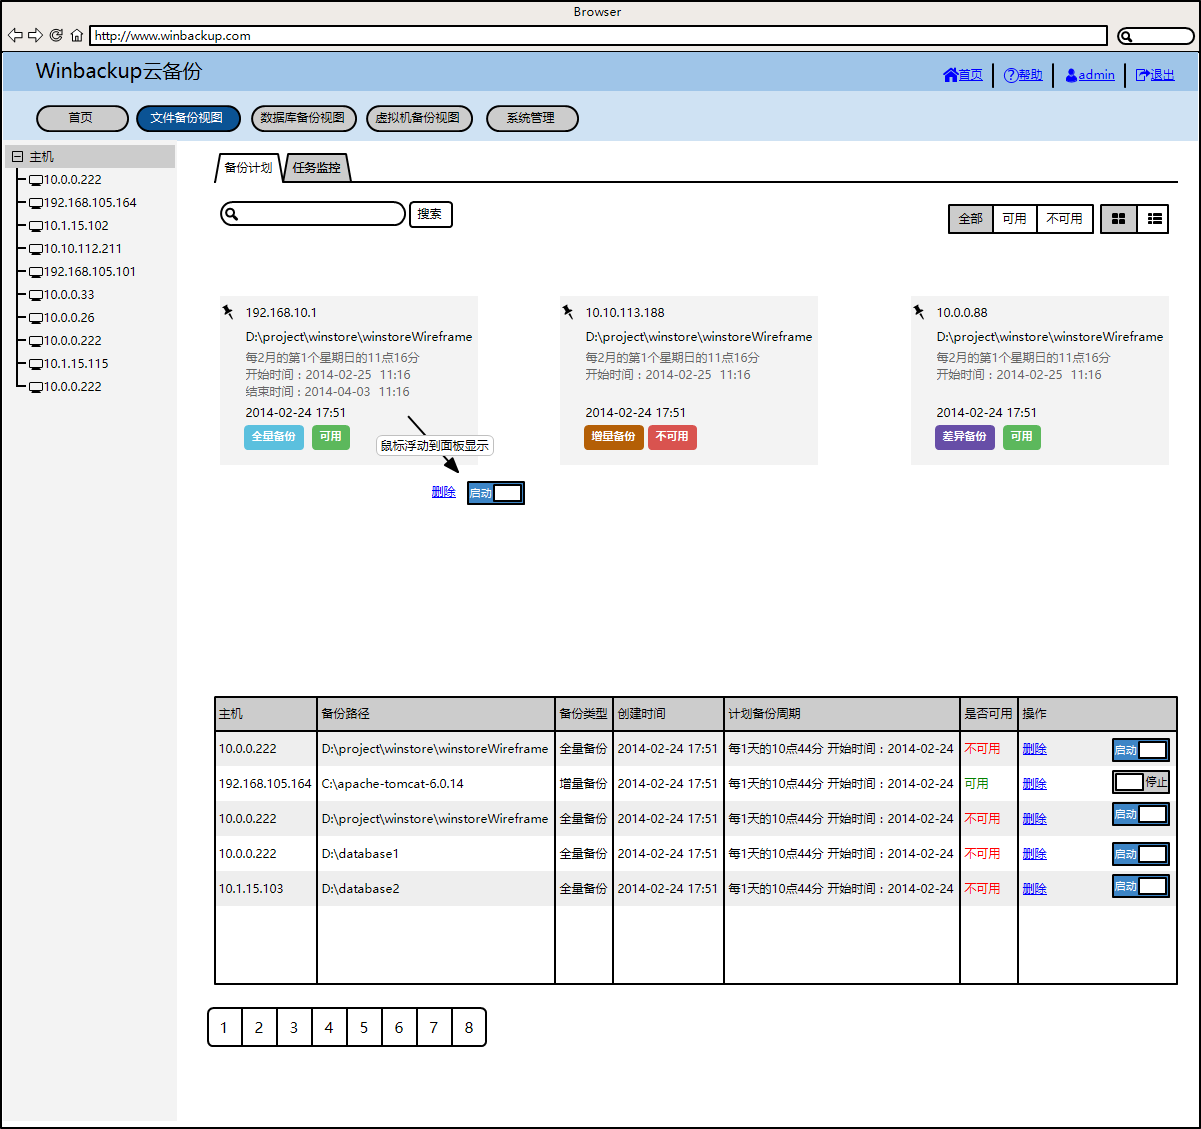 Browser
http://www.winbackup.com
Winbackup云备份
首页
帮助
admin
退出
首页
文件备份视图
数据库备份视图
虚拟机备份视图
系统管理
主机
10.0.0.222
192.168.105.164
10.1.15.102
10.10.112.211
192.168.105.101
10.0.0.33
10.0.0.26
10.0.0.222
10.1.15.115
10.0.0.222
备份计划
任务监控
搜索
全部
可用
不可用
192.168.10.1
D:\project\winstore\winstoreWireframe
每2月的第1个星期日的11点16分
开始时间：2014-02-25 11:16
结束时间：2014-04-03 11:16
2014-02-24 17:51
全量备份
可用
鼠标浮动到面板显示
删除
启动
10.10.113.188
D:\project\winstore\winstoreWireframe
每2月的第1个星期日的11点16分
开始时间：2014-02-25 11:16
2014-02-24 17:51
增量备份
不可用
10.0.0.88
D:\project\winstore\winstoreWireframe
每2月的第1个星期日的11点16分
开始时间：2014-02-25 11:16
2014-02-24 17:51
差异备份
可用
主机 备份路径 备份类型 创建时间 计划备份周期 是否可用 操作
10.0.0.222 D:\project\winstore\winstoreWireframe 全量备份 2014-02-24 17:51 每1天的10点44分 开始时间：2014-02-24 不可用 删除 启动
192.168.105.164 C:\apache-tomcat-6.0.14 增量备份 2014-02-24 17:51 每1天的10点44分 开始时间：2014-02-24 可用 删除 停止
10.0.0.222 D:\project\winstore\winstoreWireframe 全量备份 2014-02-24 17:51 每1天的10点44分 开始时间：2014-02-24 不可用 删除 启动
10.0.0.222 D:\database1 全量备份 2014-02-24 17:51 每1天的10点44分 开始时间：2014-02-24 不可用 删除 启动
10.1.15.103 D:\database2 全量备份 2014-02-24 17:51 每1天的10点44分 开始时间：2014-02-24 不可用 删除 启动
1 2 3 4 5 6 7 8